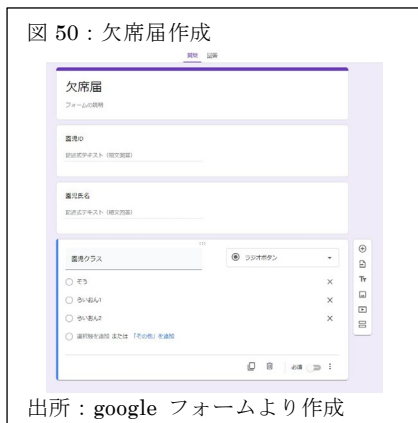 図 50：欠席届作成
質問 回答
欠席届
フォームの説明
園児ID
記述式テキスト（短文回答）
園児氏名
記述式テキスト（短文回答）
園児クラス
ラジオボタン
ぞう
らいおん1
らいおん2
選択肢を追加 または 「その他」を追加
必須
Tт
出所：google フォームより作成